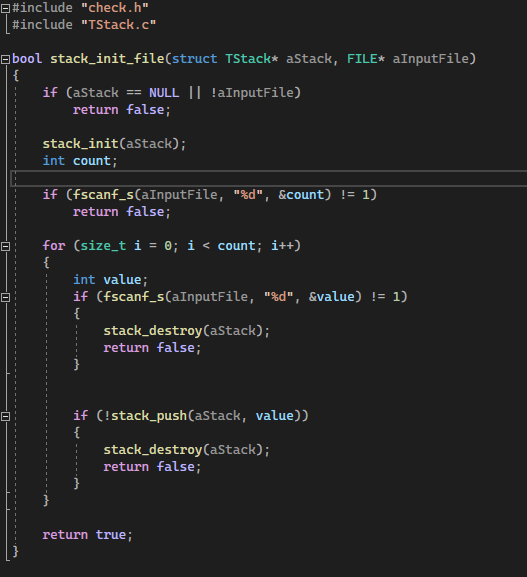 #include "check.h"
#include "TStack.c"
bool stack_init_file(struct TStack* aStack, FILE* aInputFile)
{
if (aStack == NULL || !aInputFile)
return false;
stack_init(aStack);
int count;
if (fscanf_s(aInputFile, "%d", &count) != 1)
return false;
for (size_t i = 0; i < count; i++)
{
int value;
if (fscanf_s(aInputFile, "%d", &value) != 1)
{
stack_destroy(aStack);
return false;
}
if (!stack_push(aStack, value))
{
stack_destroy(aStack);
return false;
}
}
return true;
}